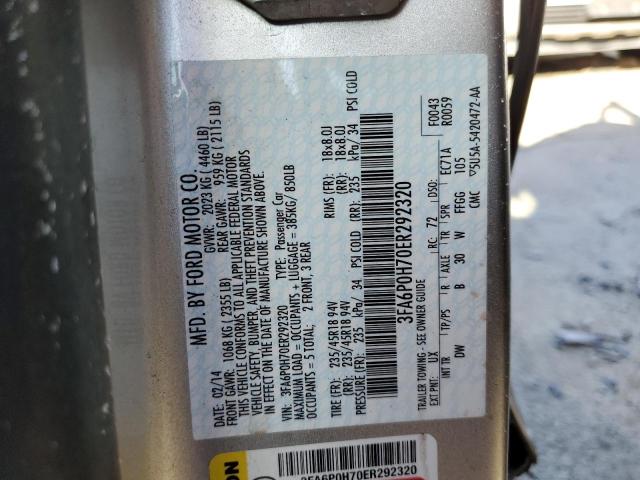 MFD. BY FORD MOTOR CO.
DATE: 02/14 GVWR: 2023 KG ( 4460 LB)
FRONT GAWR: 1068 KG ( 2355 LB) REAR GAWR: 959 KG ( 2115 LB)
THIS VEHICLE CONFORMS TO ALL APPLICABLE FEDERAL MOTOR
VEHICLE SAFETY, BUMPER, AND THEFT PREVENTION STANDARDS
IN EFFECT ON THE DATE OF MANUFACTURE SHOWN ABOVE.
VIN: 3FA6P0H70ER292320 TYPE: Passenger Car
MAXIMUM LOAD = OCCUPANTS + LUGGAGE = 385KG/ 850LB
OCCUPANTS = 5 TOTAL: 2 FRONT, 3 REAR
TIRE (FR): 235/45R18 94V RIMS (FR): 18x8.0J
(RR): 235/45R18 94V (RR): 18x8.0J
PRESSURE (FR): 235 kPa/ 34 PSI COLD (RR): 235 kPa/ 34 PSI COLD
3FA6P0H70ER292320
TRAILER TOWING - SEE OWNER GUIDE
F0043
R0059
EXT PNT: UX RC: 72 DSO: EC71A
INT TR TP/PS R AXLE TR SPR
DW B 30 W FEGG 105
GMC ▽5U5A-5420472-AA
3FA6P0H70ER292320